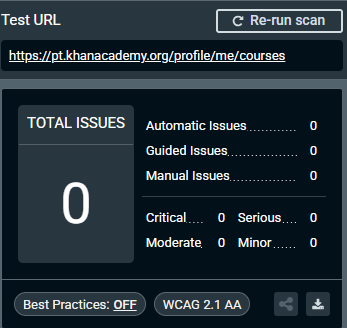 Test URL
Re-run scan
https://pt.khanacademy.org/profile/me/courses
TOTAL ISSUES
0
Automatic Issues 0
Guided Issues 0
Manual Issues 0
Critical 0 Serious 0
Moderate 0 Minor 0
Best Practices: OFF
WCAG 2.1 AA